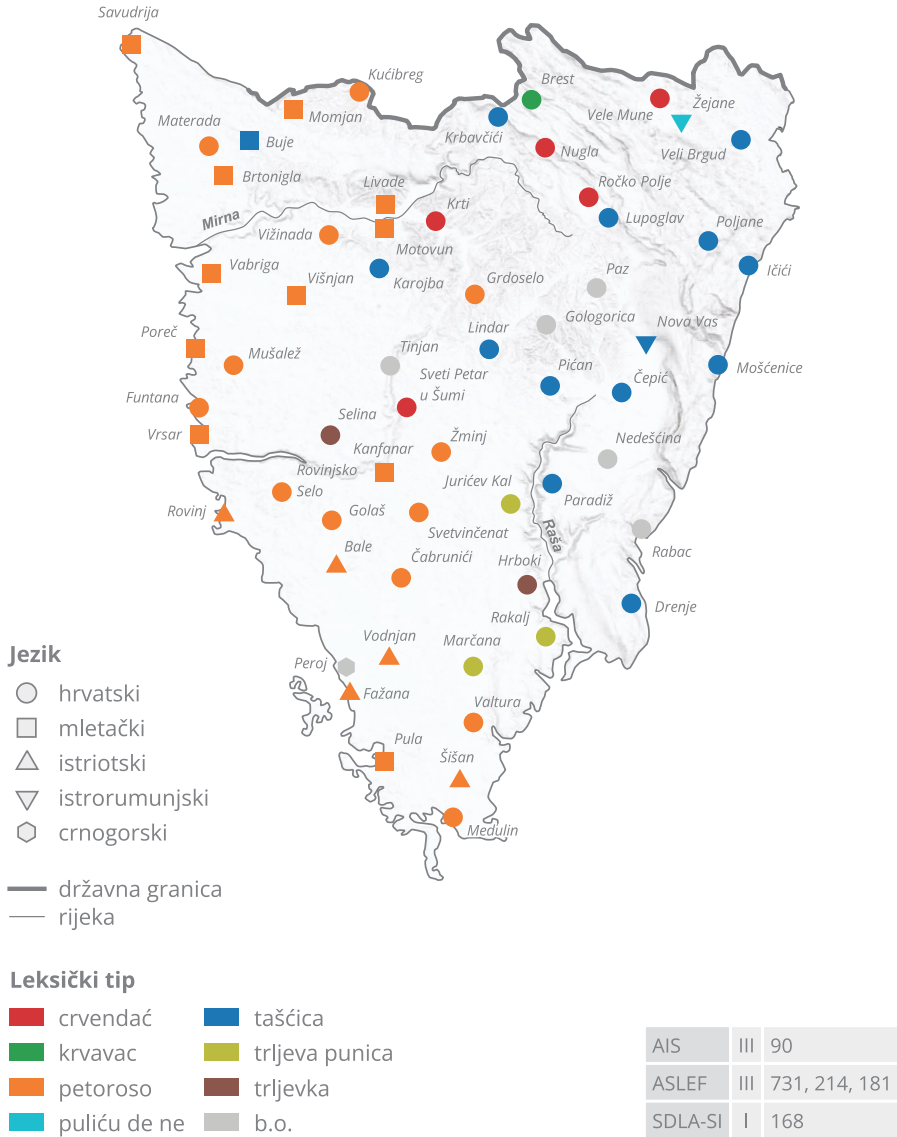 Savudrija
Kućibreg
Brest
Momjan
Materada
Vele Mune
Žejane
Buje
Krbavčići
Nugla
Veli Brgud
Brtonigla
Livade
Ročko Polje
Krti
Mirna
Lupoglav
Poljane
Vižinada
Motovun
Vabriga
Višnjan
Karojba
Grdoselo
Paz
Ičići
Gologorica
Nova Vas
Lindar
Poreč
Mušalež
Tinjan
Pićan
Mošćenice
Sveti Petar
u Šumi
Čepić
Funtana
Selina
Vrsar
Žminj
Nedešćina
Kanfanar
Rovinjsko
Selo
Jurićev Kal
Paradiž
Rovinj
Golaš
Svetvinčenat
Raša
Rabac
Bale
Čabrunići
Hrboki
Drenje
Rakalj
Vodnjan
Marčana
Peroj
Fažana
Valtura
Pula
Šišan
Medulin
Jezik
hrvatski
mletački
istriotski
istrorumunjski
crnogorski
državna granica
rijeka
Leksički tip
crvendać
krvavac
petoroso
puliću de ne
tašćica
trljeva punica
trljevka
b.o.
AIS III 90
ASLEF III 731, 214, 181
SDLA-SI I 168